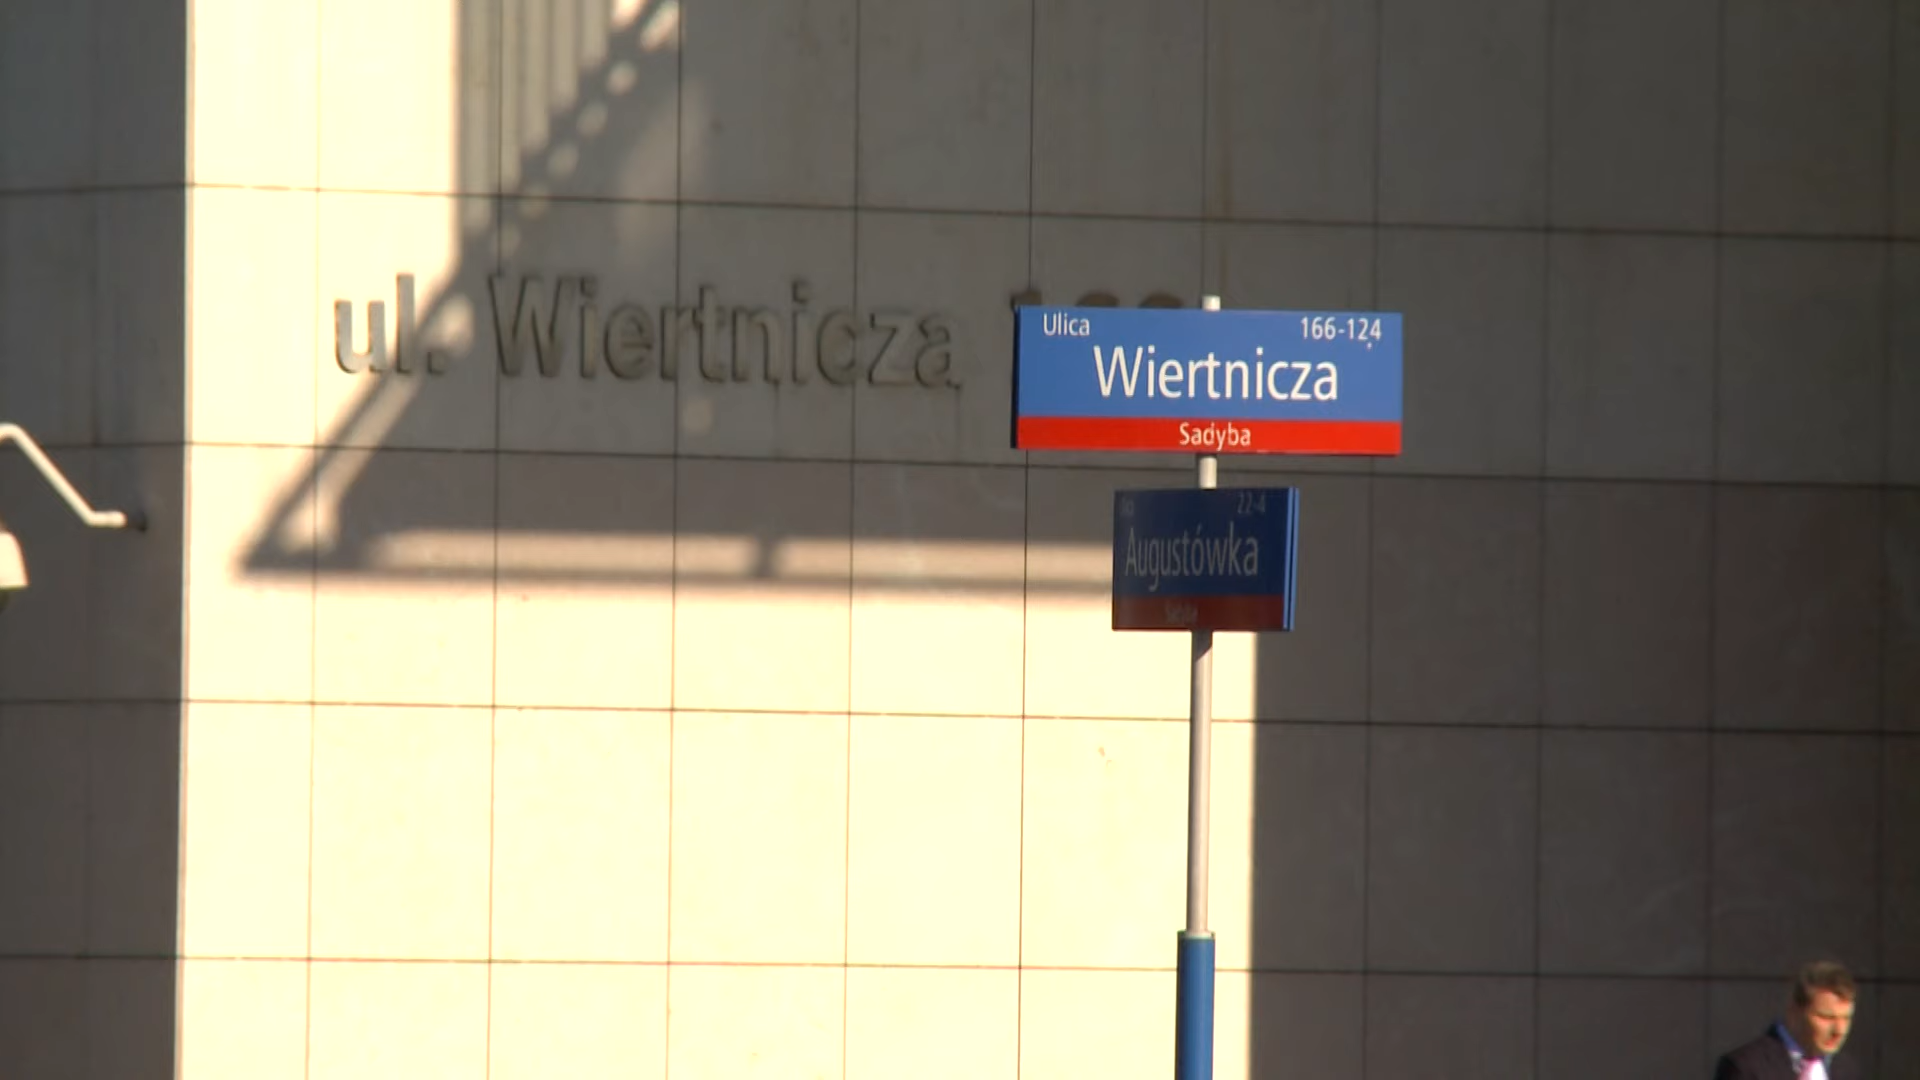 ul. Wiertnicza
Ulica 166-124
Wiertnicza
Sadyba
22-4
Augustówka